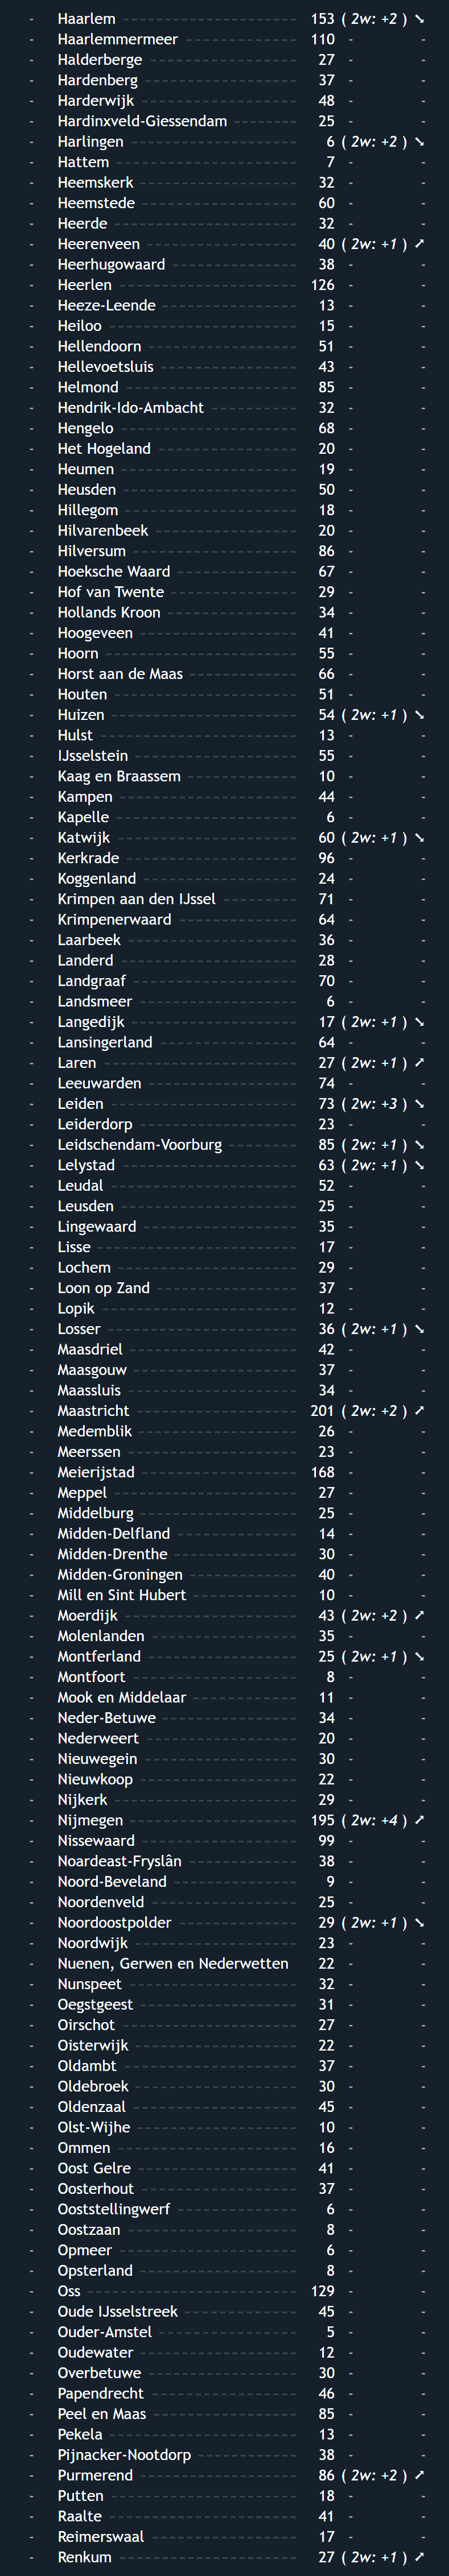 - Haarlem 153 ( 2w: +2 ) ➘
- Haarlemmermeer 110 - -
- Halderberge 27 - -
- Hardenberg 37 - -
- Harderwijk 48 - -
- Hardinxveld-Giessendam 25 - -
- Harlingen 6 ( 2w: +2 ) ➘
- Hattem 7 - -
- Heemskerk 32 - -
- Heemstede 60 - -
- Heerde 32 - -
- Heerenveen 40 ( 2w: +1 ) ➚
- Heerhugowaard 38 - -
- Heerlen 126 - -
- Heeze-Leende 13 - -
- Heiloo 15 - -
- Hellendoorn 51 - -
- Hellevoetsluis 43 - -
- Helmond 85 - -
- Hendrik-Ido-Ambacht 32 - -
- Hengelo 68 - -
- Het Hogeland 20 - -
- Heumen 19 - -
- Heusden 50 - -
- Hillegom 18 - -
- Hilvarenbeek 20 - -
- Hilversum 86 - -
- Hoeksche Waard 67 - -
- Hof van Twente 29 - -
- Hollands Kroon 34 - -
- Hoogeveen 41 - -
- Hoorn 55 - -
- Horst aan de Maas 66 - -
- Houten 51 - -
- Huizen 54 ( 2w: +1 ) ➘
- Hulst 13 - -
- IJsselstein 55 - -
- Kaag en Braassem 10 - -
- Kampen 44 - -
- Kapelle 6 - -
- Katwijk 60 ( 2w: +1 ) ➘
- Kerkrade 96 - -
- Koggenland 24 - -
- Krimpen aan den IJssel 71 - -
- Krimpenerwaard 64 - -
- Laarbeek 36 - -
- Landerd 28 - -
- Landgraaf 70 - -
- Landsmeer 6 - -
- Langedijk 17 ( 2w: +1 ) ➘
- Lansingerland 64 - -
- Laren 27 ( 2w: +1 ) ➚
- Leeuwarden 74 - -
- Leiden 73 ( 2w: +3 ) ➘
- Leiderdorp 23 - -
- Leidschendam-Voorburg 85 ( 2w: +1 ) ➘
- Lelystad 63 ( 2w: +1 ) ➘
- Leudal 52 - -
- Leusden 25 - -
- Lingewaard 35 - -
- Lisse 17 - -
- Lochem 29 - -
- Loon op Zand 37 - -
- Lopik 12 - -
- Losser 36 ( 2w: +1 ) ➘
- Maasdriel 42 - -
- Maasgouw 37 - -
- Maassluis 34 - -
- Maastricht 201 ( 2w: +2 ) ➚
- Medemblik 26 - -
- Meerssen 23 - -
- Meierijstad 168 - -
- Meppel 27 - -
- Middelburg 25 - -
- Midden-Delfland 14 - -
- Midden-Drenthe 30 - -
- Midden-Groningen 40 - -
- Mill en Sint Hubert 10 - -
- Moerdijk 43 ( 2w: +2 ) ➚
- Molenlanden 35 - -
- Montferland 25 ( 2w: +1 ) ➘
- Montfoort 8 - -
- Mook en Middelaar 11 - -
- Neder-Betuwe 34 - -
- Nederweert 20 - -
- Nieuwegein 30 - -
- Nieuwkoop 22 - -
- Nijkerk 29 - -
- Nijmegen 195 ( 2w: +4 ) ➚
- Nissewaard 99 - -
- Noardeast-Fryslân 38 - -
- Noord-Beveland 9 - -
- Noordenveld 25 - -
- Noordoostpolder 29 ( 2w: +1 ) ➘
- Noordwijk 23 - -
- Nuenen, Gerwen en Nederwetten 22 - -
- Nunspeet 32 - -
- Oegstgeest 31 - -
- Oirschot 27 - -
- Oisterwijk 22 - -
- Oldambt 37 - -
- Oldebroek 30 - -
- Oldenzaal 45 - -
- Olst-Wijhe 10 - -
- Ommen 16 - -
- Oost Gelre 41 - -
- Oosterhout 37 - -
- Ooststellingwerf 6 - -
- Oostzaan 8 - -
- Opmeer 6 - -
- Opsterland 8 - -
- Oss 129 - -
- Oude IJsselstreek 45 - -
- Ouder-Amstel 5 - -
- Oudewater 12 - -
- Overbetuwe 30 - -
- Papendrecht 46 - -
- Peel en Maas 85 - -
- Pekela 13 - -
- Pijnacker-Nootdorp 38 - -
- Purmerend 86 ( 2w: +2 ) ➚
- Putten 18 - -
- Raalte 41 - -
- Reimerswaal 17 - -
- Renkum 27 ( 2w: +1 ) ➚